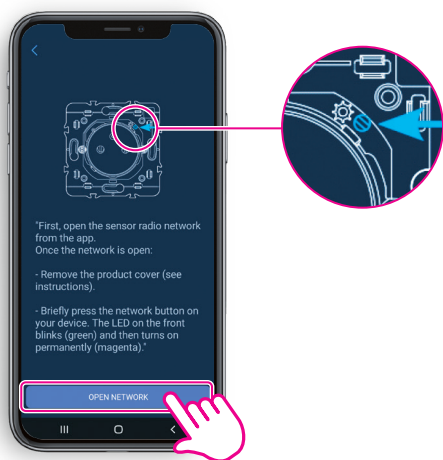 "First, open the sensor radio network
from the app.
Once the network is open:
- Remove the product cover (see
instructions).
- Briefly press the network button on
your device. The LED on the front
blinks (green) and then turns on
permanently (magenta)."
OPEN NETWORK